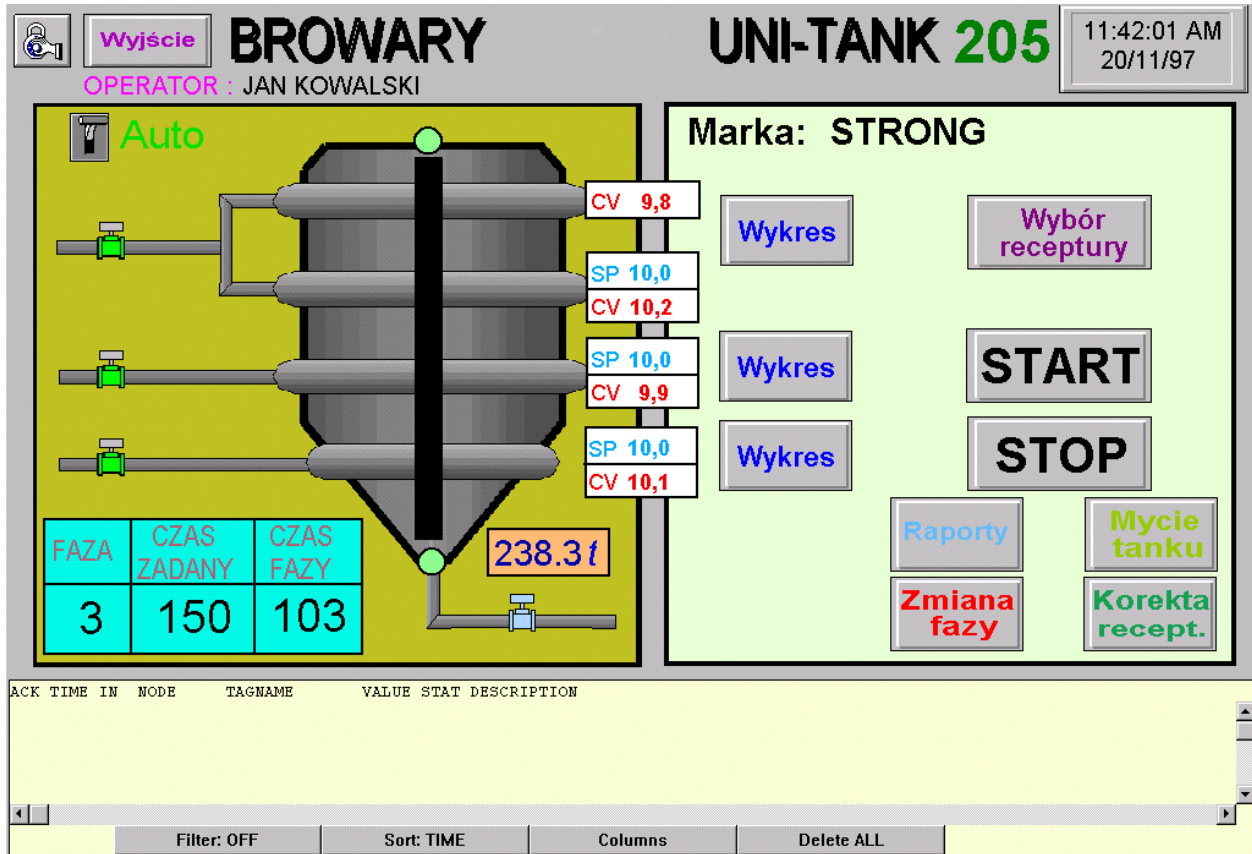 Wyjście
BROWARY
UNI-TANK 205
11:42:01 AM
20/11/97
OPERATOR : JAN KOWALSKI
Auto
Marka: STRONG
CV 9,8
SP 10,0
CV 10,2
SP 10,0
CV 9,9
SP 10,0
CV 10,1
Wykres
Wybór
receptury
Wykres
START
Wykres
STOP
Raporty
Mycie
tanku
Zmiana
fazy
Korekta
recept.
FAZA
CZAS
ZADANY
CZAS
FAZY
3
150
103
238.3 t
ACK TIME IN NODE TAGNAME VALUE STAT DESCRIPTION
Filter: OFF
Sort: TIME
Columns
Delete ALL